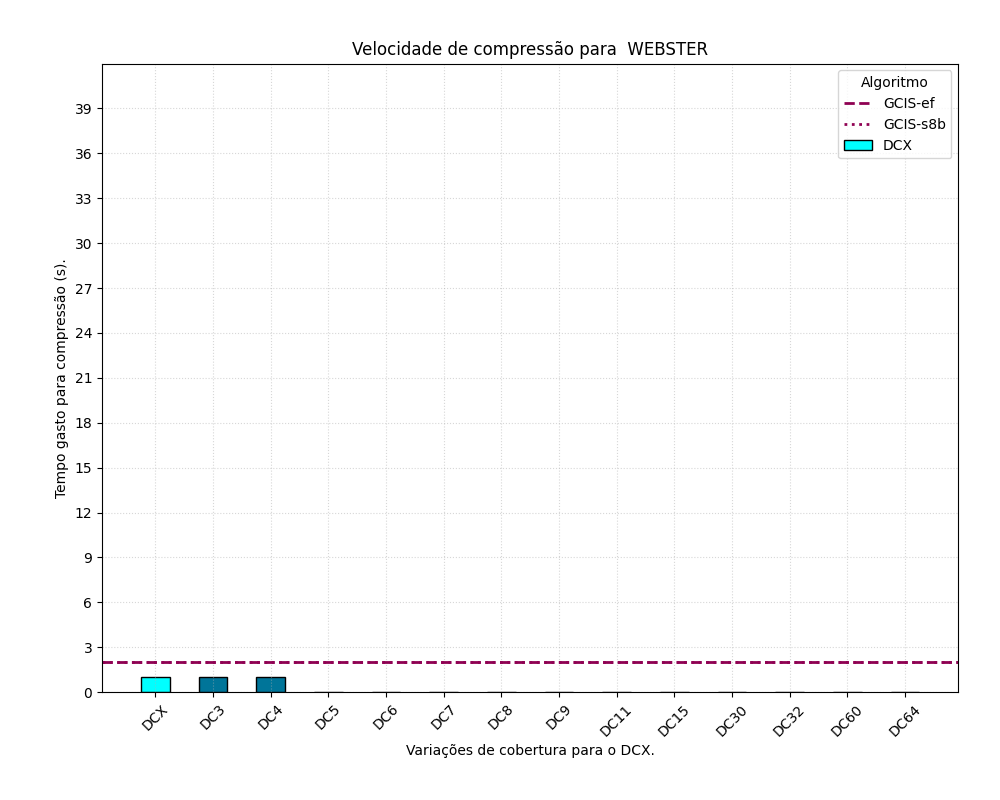 Velocidade de compressão para  WEBSTER
Algoritmo
GCIS-ef
GCIS-s8b
DCX
Tempo gasto para compressão (s).
39
36
33
30
27
24
21
18
15
12
9
6
3
0
DCX
DC3
DC4
DC5
DC6
DC7
DC8
DC9
DC11
DC15
DC30
DC32
DC60
DC64
Variações de cobertura para o DCX.